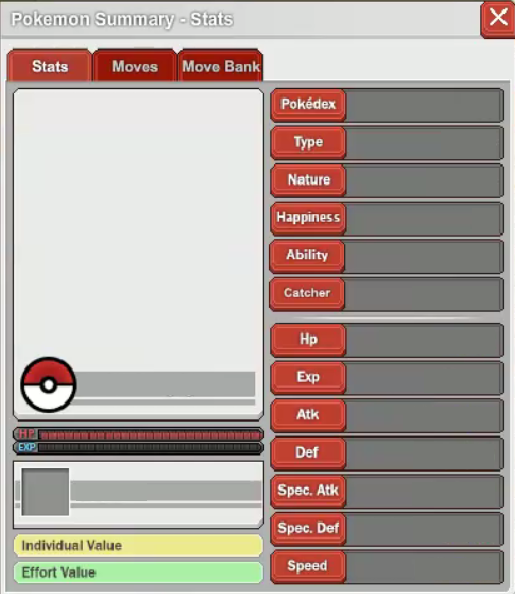 Pokemon Summary - Stats
Stats
Moves
Move Bank
Pokédex
Type
Nature
Happiness
Ability
Catcher
Hp
Exp
Atk
Def
Spec. Atk
Spec. Def
Speed
HP
EXP
Individual Value
Effort Value